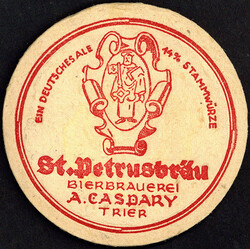 EIN DEUTSCHES ALE
14% STAMMWÜRZE
St. Petrusbräu
BIERBRAUEREI
A. CASPARY
TRIER